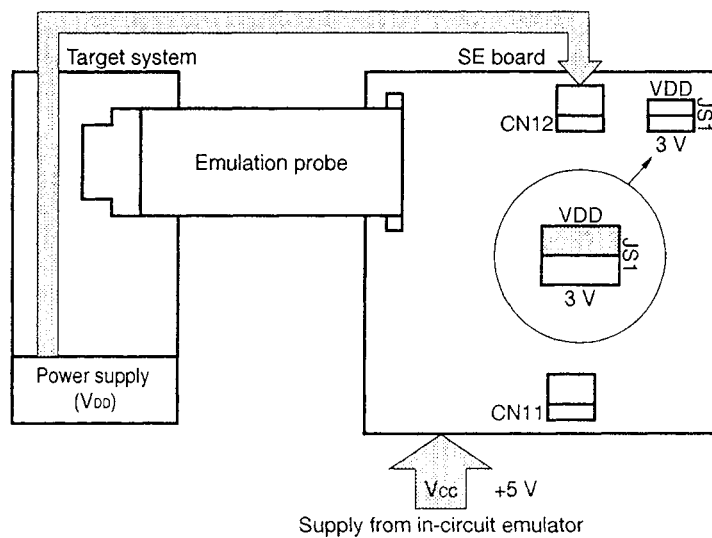 Target system
SE board
VDD
JS1
3 V
CN12
Emulation probe
VDD
JS1
3 V
Power supply
(VDD)
CN11
Vcc +5 V
Supply from in-circuit emulator